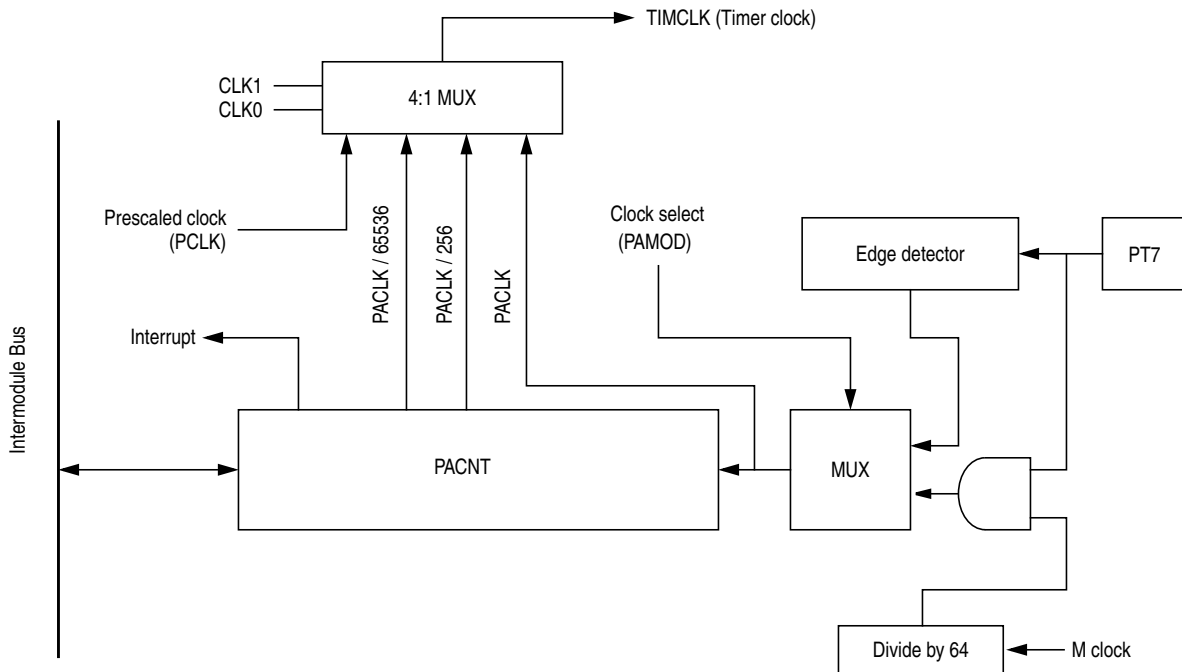 TIMCLK (Timer clock)
CLK1
CLK0
4:1 MUX
Prescaled clock
(PCLK)
PACLK / 65536
PACLK / 256
PACLK
Clock select
(PAMOD)
Edge detector
PT7
Interrupt
Intermodule Bus
PACNT
MUX
Divide by 64
M clock